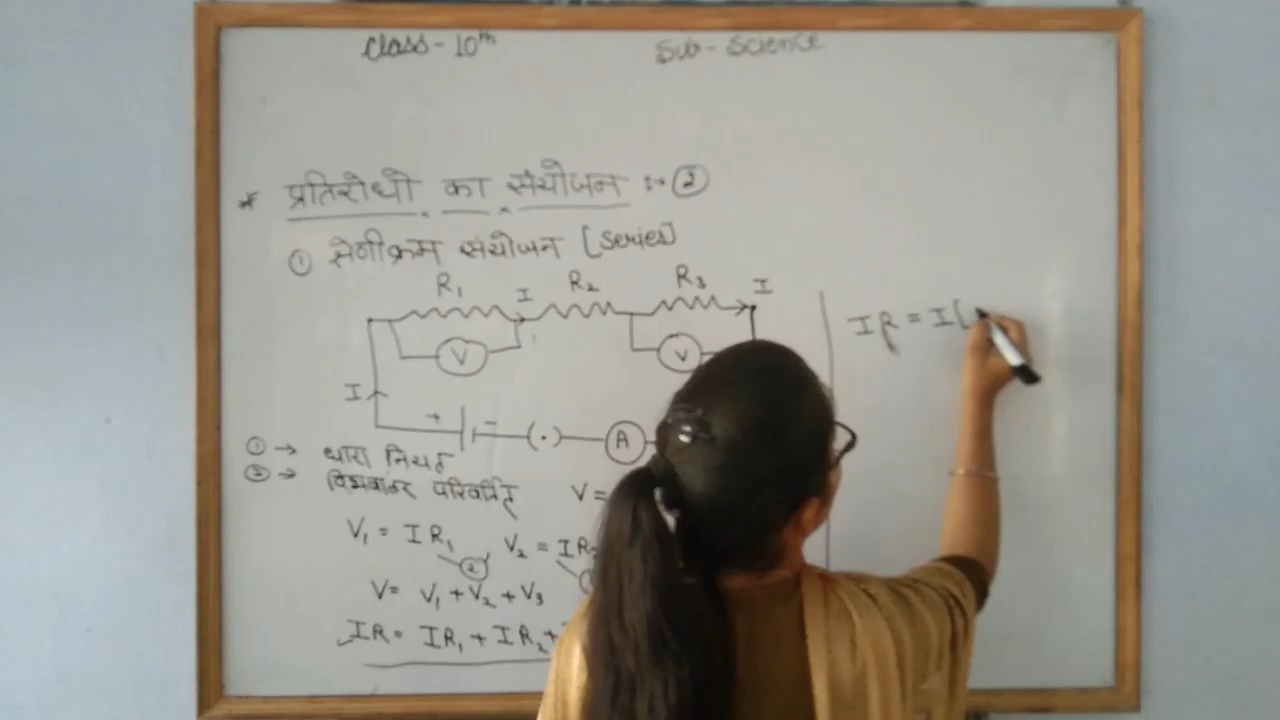 Class - 10th Sub - Science
* प्रतिरोधो का संयोजन :- ②
① सेणीक्रम संयोजन [Series]
R₁ I R₂ R₃ I
V V
I + - (.) A
① → धारा नियत
② → विभवांतर परिवर्तित V=
V₁ = IR₁ V₂ = IR₂
②
V= V₁ + V₂ + V₃
IR= IR₁ + IR₂ +
IR = I(